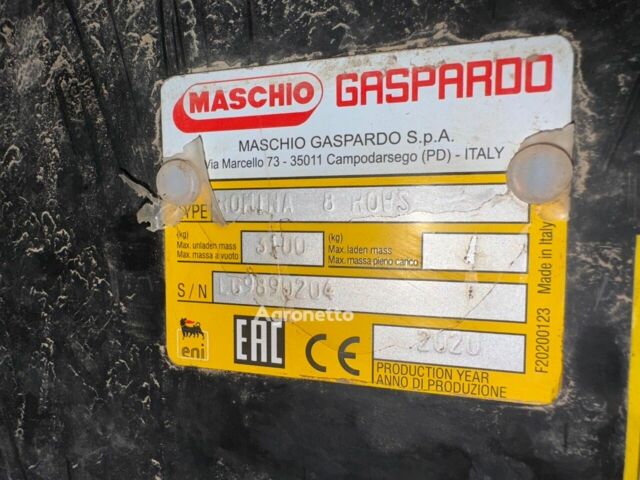 MASCHIO GASPARDO
MASCHIO GASPARDO S.p.A.
Via Marcello 73 - 35011 Campodarsego (PD) - ITALY
TYPE 8 ROWS
(kg)
Max. unladen mass
Max. massa a vuoto
3100
(kg)
Max. laden mass
Max. massa pieno carico
S/N LG9890204
Agronetto
eni
EAC CE
2020
PRODUCTION YEAR
ANNO DI PRODUZIONE
F20200123 Made in Italy